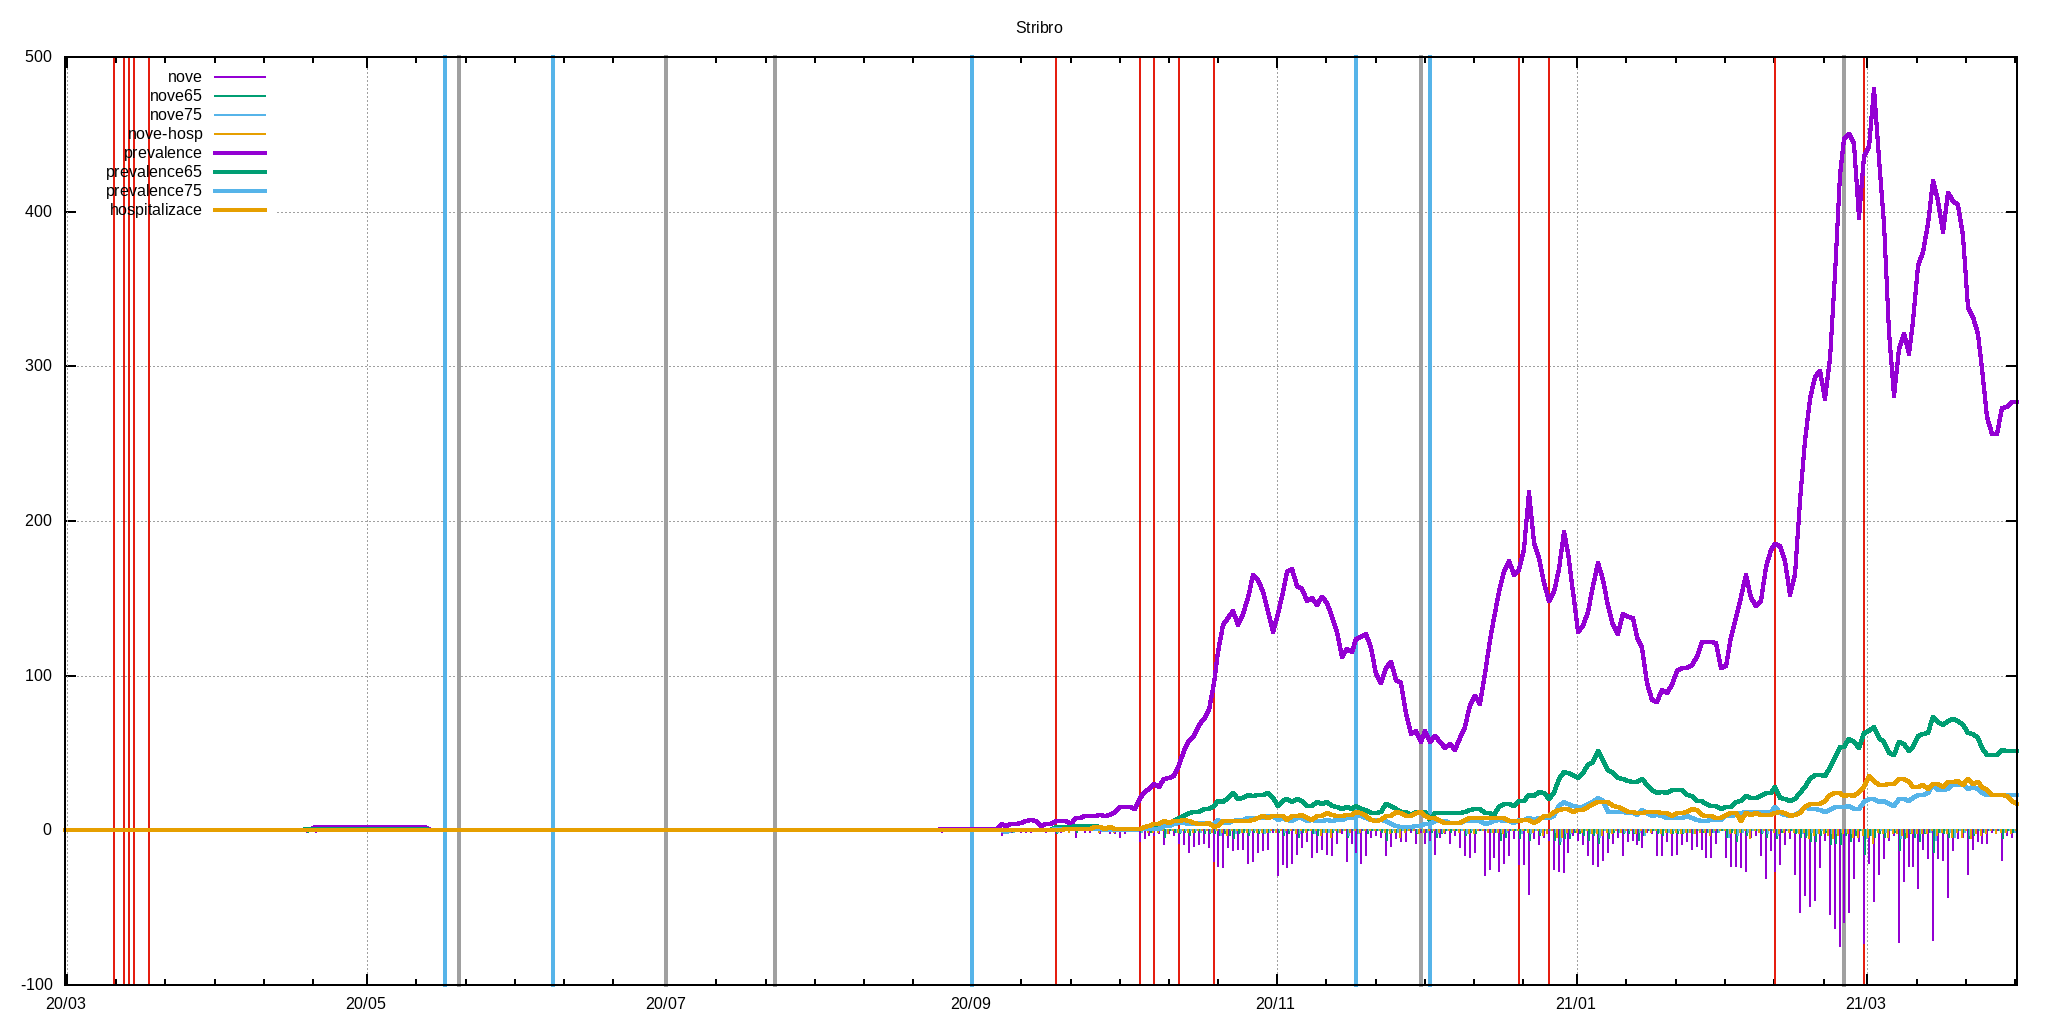 Stribro
500
400
300
200
100
0
-100
nove
nove65
nove75
nove-hosp
prevalence
prevalence65
prevalence75
hospitalizace
20/03
20/05
20/07
20/09
20/11
21/01
21/03